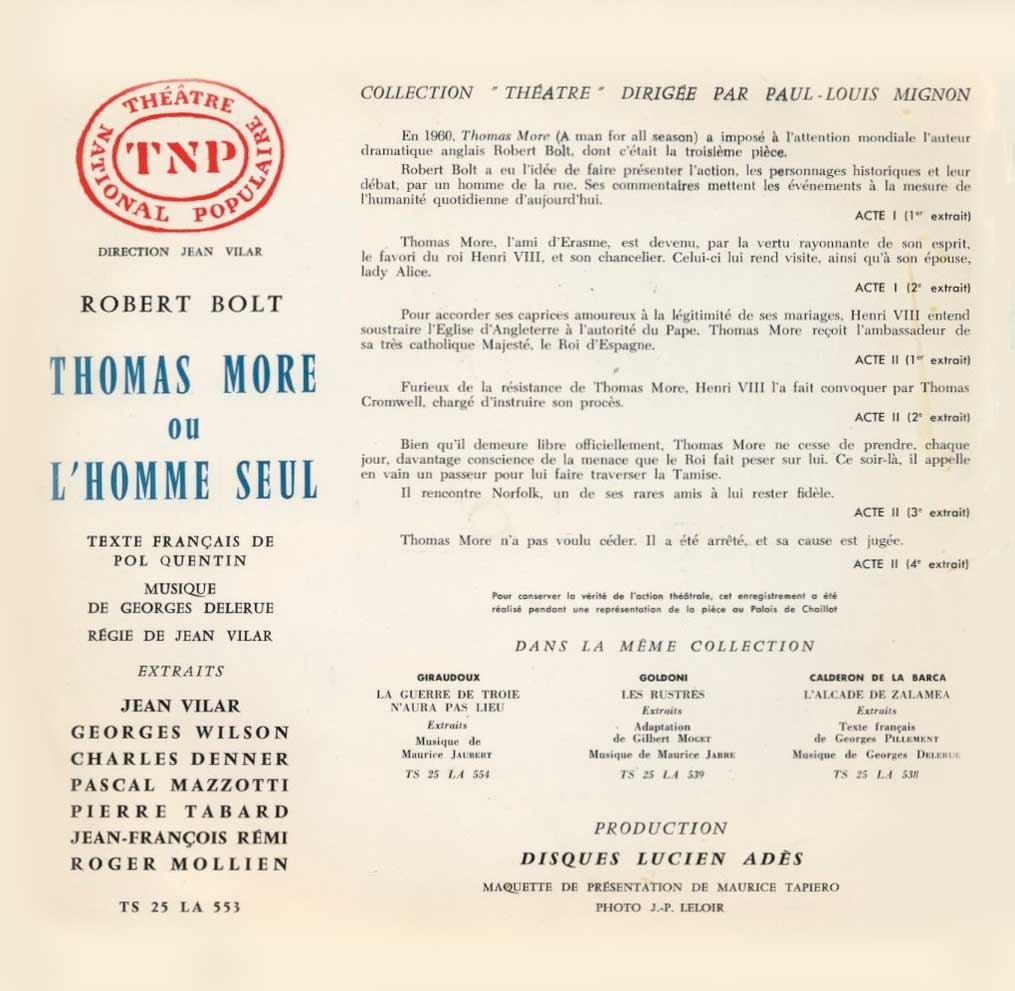 THÉÂTRE
NATIONAL POPULAIRE
TNP
DIRECTION JEAN VILAR
ROBERT BOLT
THOMAS MORE
OU
L'HOMME SEUL
TEXTE FRANÇAIS DE
POL QUENTIN
MUSIQUE
DE GEORGES DELERUE
RÉGIE DE JEAN VILAR
EXTRAITS
JEAN VILAR
GEORGES WILSON
CHARLES DENNER
PASCAL MAZZOTTI
PIERRE TABARD
JEAN-FRANÇOIS RÉMI
ROGER MOLLIEN
TS 25 LA 553
COLLECTION " THÉATRE " DIRIGÉE PAR PAUL-LOUIS MIGNON
En 1960, Thomas More (A man for all season) a imposé à l'attention mondiale l'auteur
dramatique anglais Robert Bolt, dont c'était la troisième pièce.
Robert Bolt a eu l'idée de faire présenter l'action, les personnages historiques et leur
débat, par un homme de la rue. Ses commentaires mettent les événements à la mesure de
l'humanité quotidienne d'aujourd'hui.
ACTE I (1er extrait)
Thomas More, l'ami d'Erasme, est devenu, par la vertu rayonnante de son esprit,
le favori du roi Henri VIII, et son chancelier. Celui-ci lui rend visite, ainsi qu'à son épouse,
lady Alice.
ACTE I (2e extrait)
Pour accorder ses caprices amoureux à la légitimité de ses mariages, Henri VIII entend
soustraire l'Eglise d'Angleterre à l'autorité du Pape. Thomas More reçoit l'ambassadeur de
sa très catholique Majesté, le Roi d'Espagne.
ACTE II (1er extrait)
Furieux de la résistance de Thomas More, Henri VIII l'a fait convoquer par Thomas
Cromwell, chargé d'instruire son procès.
ACTE II (2e extrait)
Bien qu'il demeure libre officiellement, Thomas More ne cesse de prendre, chaque
jour, davantage conscience de la menace que le Roi fait peser sur lui. Ce soir-là, il appelle
en vain un passeur pour lui faire traverser la Tamise.
Il rencontre Norfolk, un de ses rares amis à lui rester fidèle.
ACTE II (3e extrait)
Thomas More n'a pas voulu céder. Il a été arrêté, et sa cause est jugée.
ACTE II (4e extrait)
Pour conserver la vérité de l'action théâtrale, cet enregistrement a été
réalisé pendant une représentation de la pièce au Palais de Chaillot
DANS LA MÊME COLLECTION
GIRAUDOUX
LA GUERRE DE TROIE
N'AURA PAS LIEU
Extraits
Musique de
Maurice JAUBERT
TS 25 LA 554
GOLDONI
LES RUSTRES
Extraits
Adaptation
de Gilbert MOGET
Musique de Maurice JARRE
TS 25 LA 539
CALDERON DE LA BARCA
L'ALCADE DE ZALAMEA
Extraits
Texte français
de Georges PILLEMENT
Musique de Georges DELERUE
TS 25 LA 538
PRODUCTION
DISQUES LUCIEN ADÈS
MAQUETTE DE PRÉSENTATION DE MAURICE TAPIERO
PHOTO J.-P. LELOIR